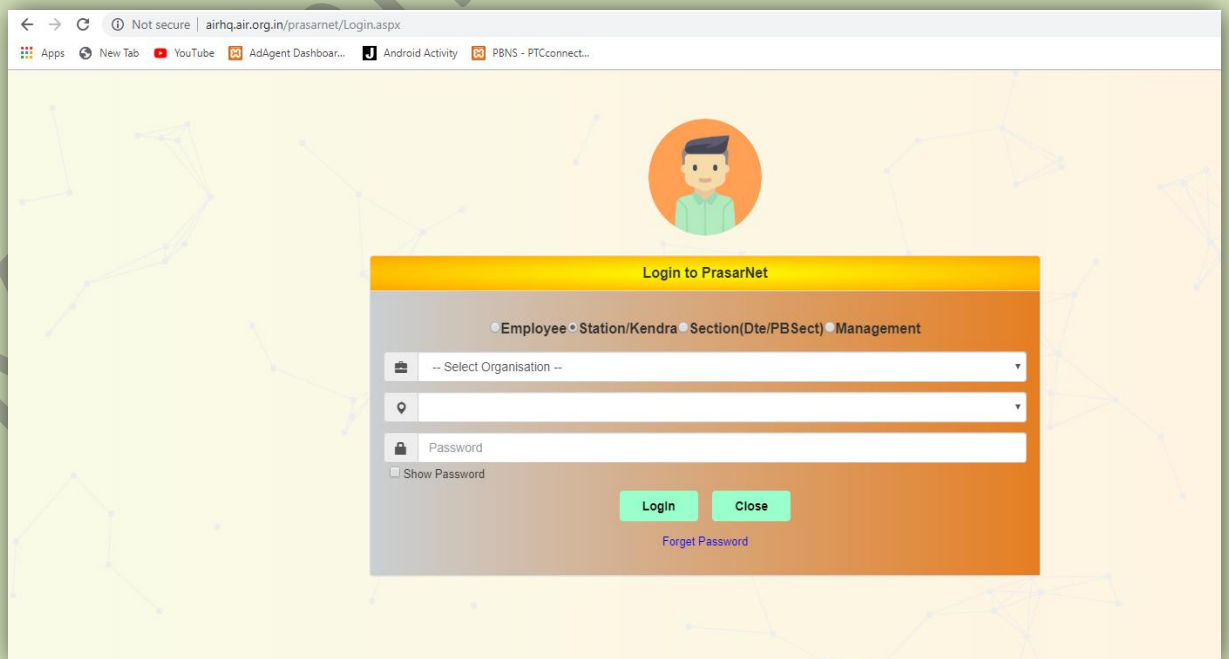 Not secure | airhq.air.org.in/prasarnet/Login.aspx
Apps New Tab YouTube AdAgent Dashboar... Android Activity PBNS - PTCconnect...
Login to PrasarNet
Employee Station/Kendra Section(Dte/PBSect) Management
-- Select Organisation --
Password
Show Password
Login Close
Forget Password